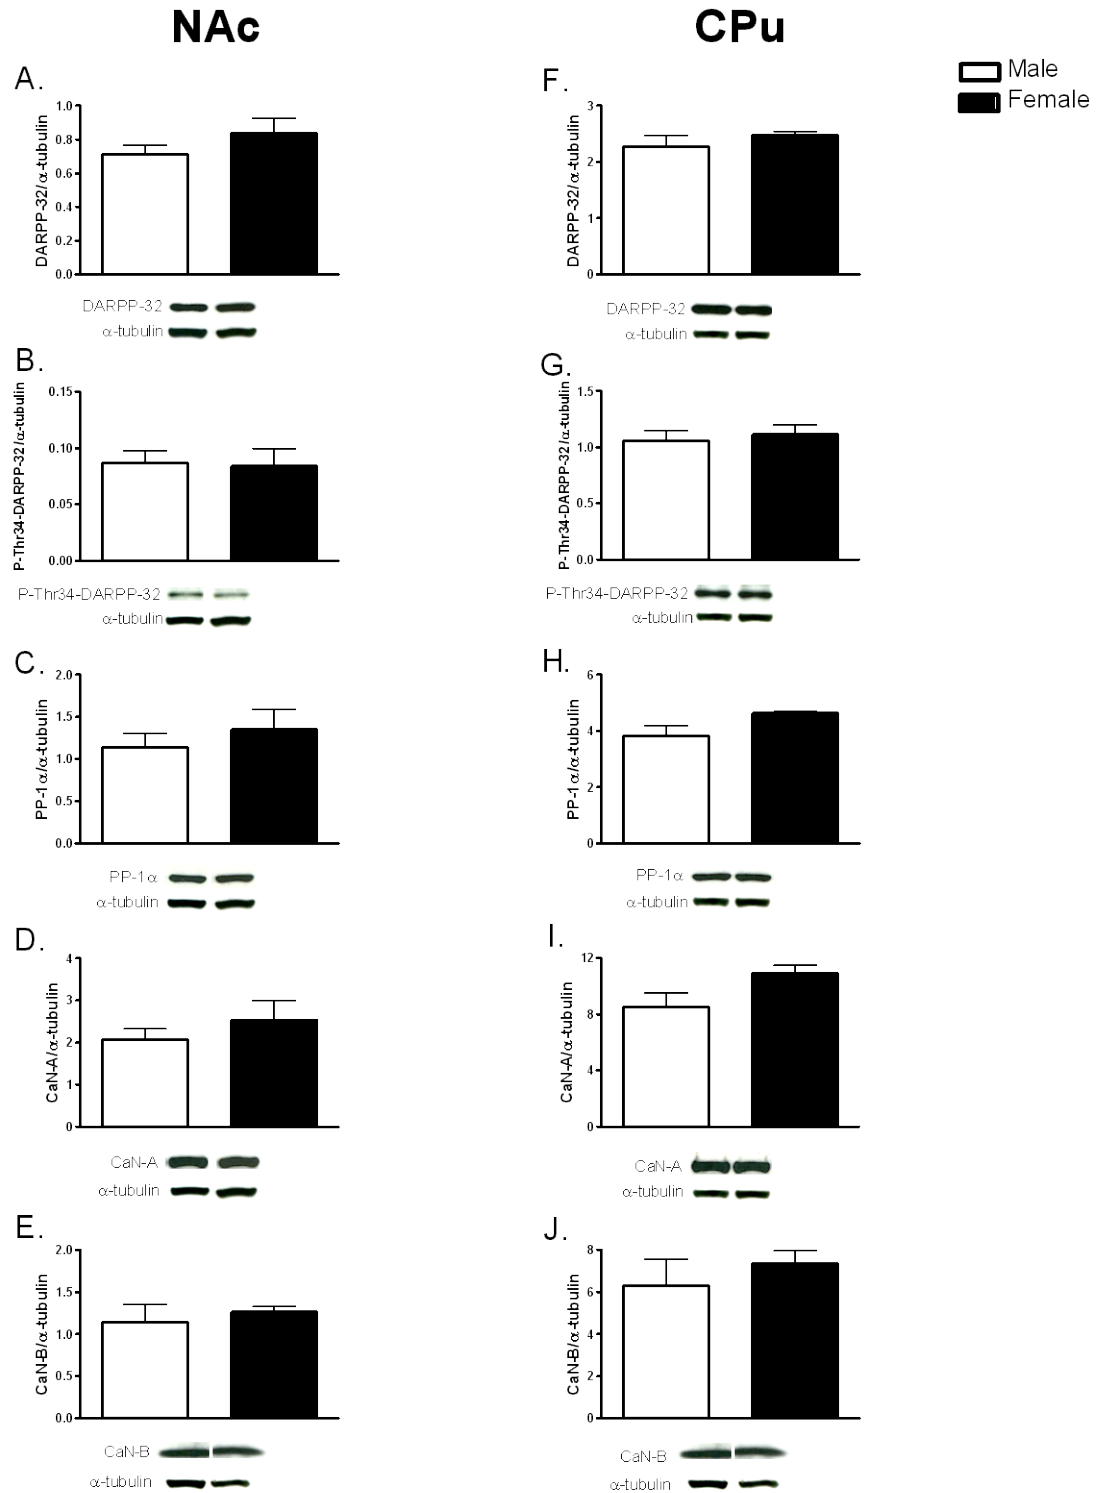 NAc
CPu
Male
Female
A.
DARPP-32/α-tubulin
1.0
0.8
0.6
0.4
0.2
0.0
DARPP-32
α-tubulin
F.
DARPP-32/α-tubulin
3
2
1
0
DARPP-32
α-tubulin
B.
P-Thr34-DARPP-32/α-tubulin
0.15
0.10
0.05
0.00
P-Thr34-DARPP-32
α-tubulin
G.
P-Thr34-DARPP-32/α-tubulin
1.5
1.0
0.5
0.0
P-Thr34-DARPP-32
α-tubulin
C.
PP-1α/α-tubulin
2.0
1.5
1.0
0.5
0.0
PP-1α
α-tubulin
H.
PP-1α/α-tubulin
6
4
2
0
PP-1α
α-tubulin
D.
CaN-A/α-tubulin
4
3
2
1
0
CaN-A
α-tubulin
I.
CaN-A/α-tubulin
12
8
4
0
CaN-A
α-tubulin
E.
CaN-B/α-tubulin
2.0
1.5
1.0
0.5
0.0
CaN-B
α-tubulin
J.
CaN-B/α-tubulin
8
6
4
2
0
CaN-B
α-tubulin